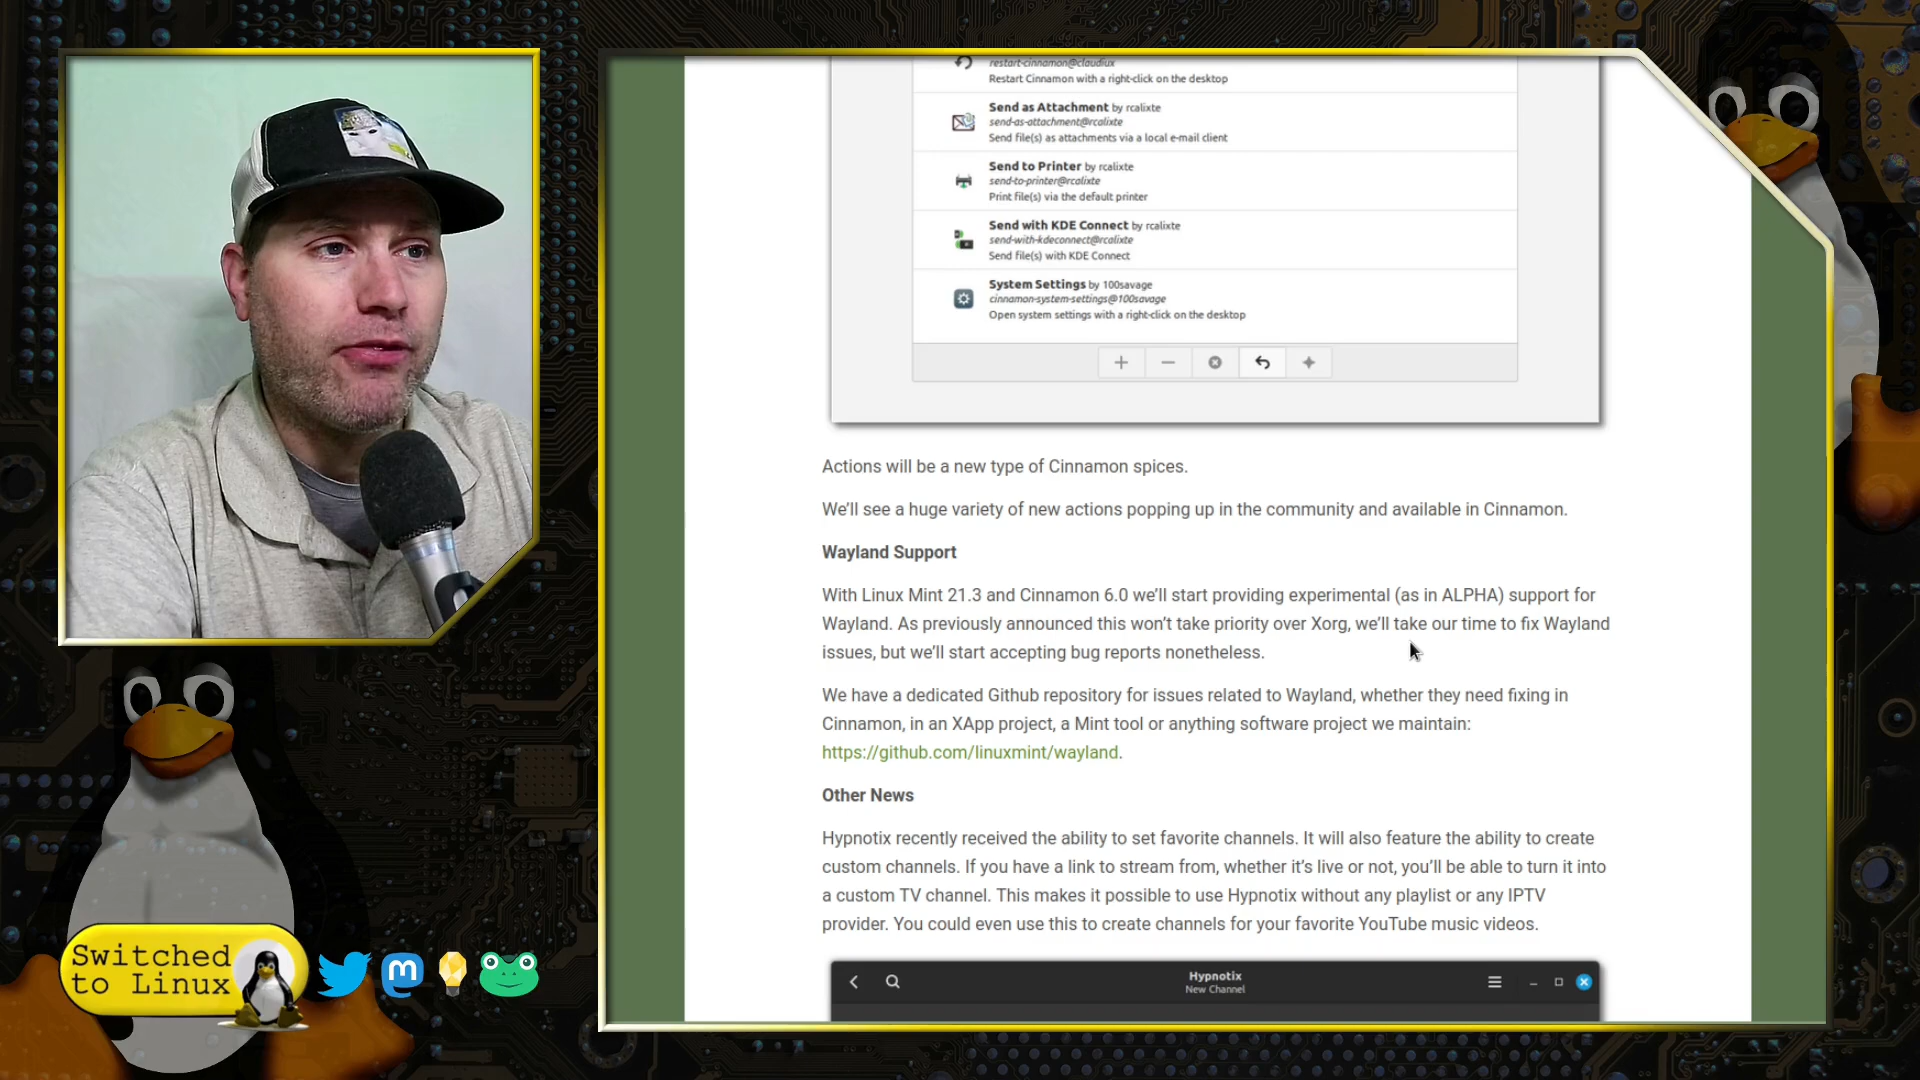 restart-cinnamon@claudiux
Restart Cinnamon with a right-click on the desktop
Send as Attachment by rcalixte
send-as-attachment@rcalixte
Send file(s) as attachments via a local e-mail client
Send to Printer by rcalixte
send-to-printer@rcalixte
Print file(s) via the default printer
Send with KDE Connect by rcalixte
send-with-kdeconnect@rcalixte
Send file(s) with KDE Connect
System Settings by 100savage
cinnamon-system-settings@100savage
Open system settings with a right-click on the desktop
Actions will be a new type of Cinnamon spices.
We’ll see a huge variety of new actions popping up in the community and available in Cinnamon.
Wayland Support
With Linux Mint 21.3 and Cinnamon 6.0 we’ll start providing experimental (as in ALPHA) support for
Wayland. As previously announced this won’t take priority over Xorg, we’ll take our time to fix Wayland
issues, but we’ll start accepting bug reports nonetheless.
We have a dedicated Github repository for issues related to Wayland, whether they need fixing in
Cinnamon, in an XApp project, a Mint tool or anything software project we maintain:
https://github.com/linuxmint/wayland.
Other News
Hypnotix recently received the ability to set favorite channels. It will also feature the ability to create
custom channels. If you have a link to stream from, whether it’s live or not, you’ll be able to turn it into
a custom TV channel. This makes it possible to use Hypnotix without any playlist or any IPTV
provider. You could even use this to create channels for your favorite YouTube music videos.
Hypnotix
New Channel
Switched
to Linux
m